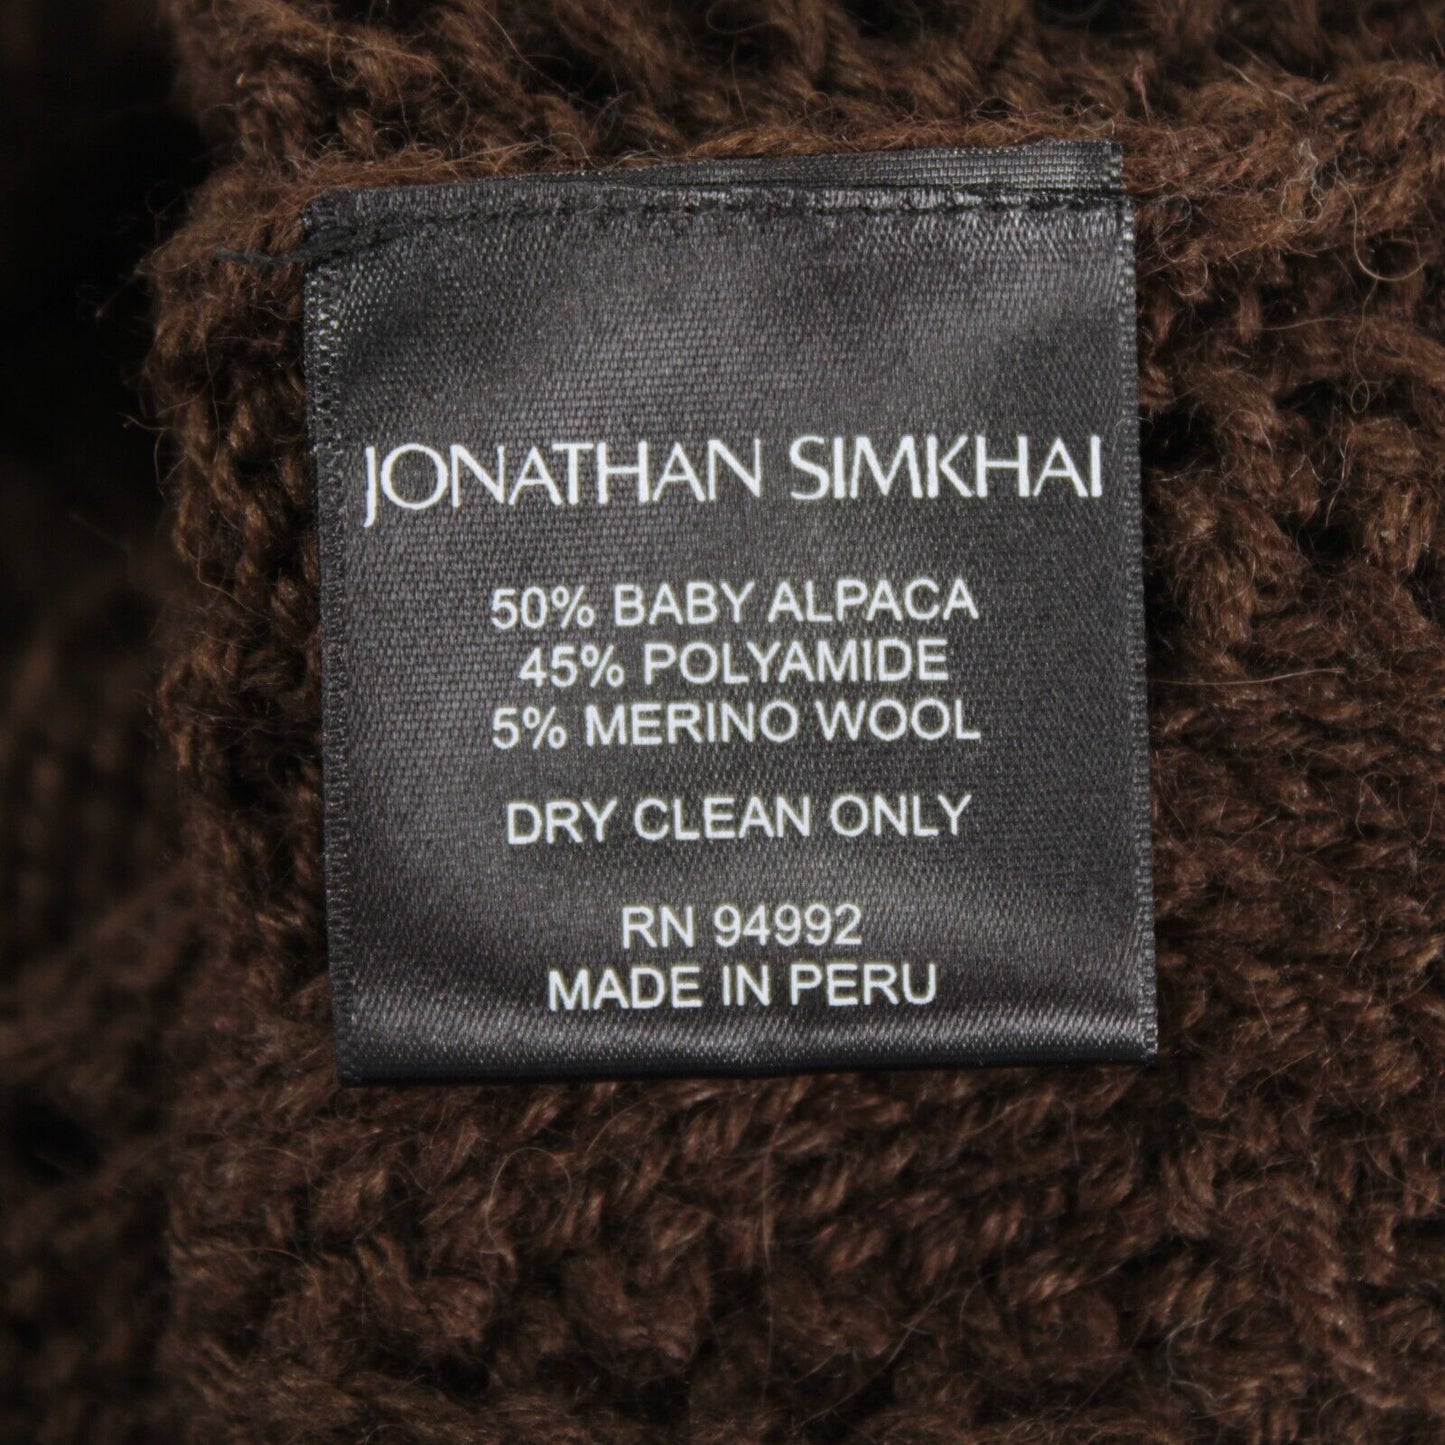 JONATHAN SIMKHAI
50% BABY ALPACA
45% POLYAMIDE
5% MERINO WOOL
DRY CLEAN ONLY
RN 94992
MADE IN PERU